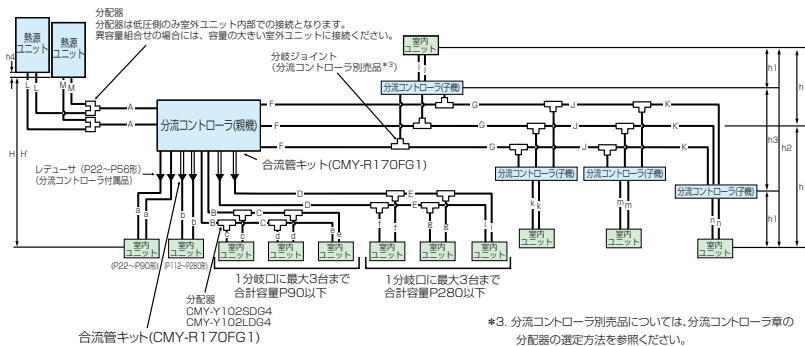 分配器
分配器は低圧側のみ室外ユニット内部での接続となります。
異容量組合せの場合には、容量の大きい室外ユニットに接続ください。
熱源
ユニット
熱源
ユニット
室内
ユニット
分岐ジョイント
(分流コントローラ別売品*3)
分流コントローラ(子機)
h4
L
L
M
M
A
A
H
H'
分流コントローラ(親機)
合流管キット(CMY-R170FG1)
F
F
F
G
G
G
J
J
J
K
K
K
j
j
h1
h3
h2
h
h
h1
レデューサ (P22~P56形)
(分流コントローラ付属品)
分流コントローラ(子機)
分流コントローラ(子機)
分流コントローラ(子機)
a
a
b
b
B
B
C
C
c
c
d
d
e
e
D
D
E
E
f
f
g
g
i
i
k
k
m
m
n
n
室内
ユニット
室内
ユニット
室内
ユニット
室内
ユニット
室内
ユニット
室内
ユニット
室内
ユニット
室内
ユニット
室内
ユニット
室内
ユニット
室内
ユニット
(P22~P90形)
(P112~P280形)
1分岐口に最大3台まで
合計容量P90以下
1分岐口に最大3台まで
合計容量P280以下
分配器
CMY-Y102SDG4
CMY-Y102LDG4
合流管キット(CMY-R170FG1)
*3. 分流コントローラ別売品については、分流コントローラ章の
分配器の選定方法を参照ください。